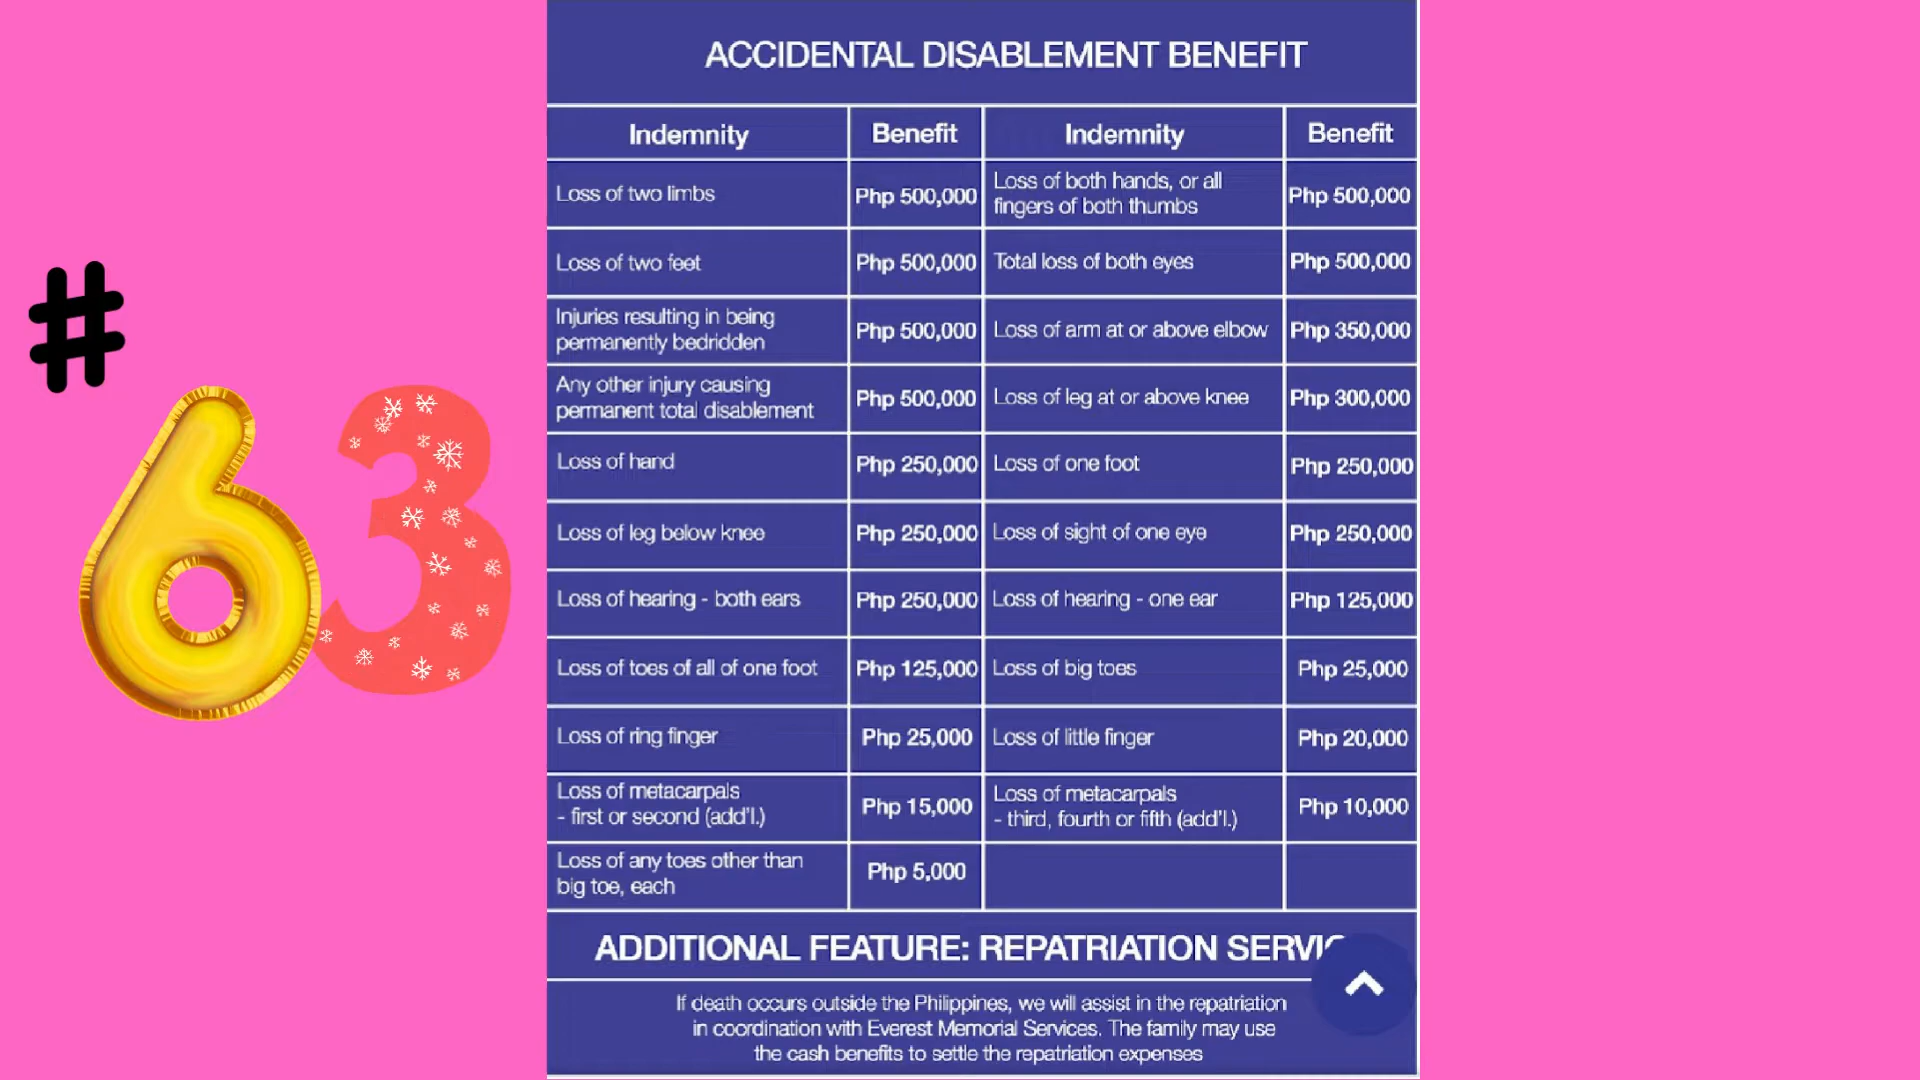 #
63
ACCIDENTAL DISABLEMENT BENEFIT
Indemnity Benefit Indemnity Benefit
Loss of two limbs Php 500,000 Loss of both hands, or all
fingers of both thumbs Php 500,000
Loss of two feet Php 500,000 Total loss of both eyes Php 500,000
Injuries resulting in being
permanently bedridden Php 500,000 Loss of arm at or above elbow Php 350,000
Any other injury causing
permanent total disablement Php 500,000 Loss of leg at or above knee Php 300,000
Loss of hand Php 250,000 Loss of one foot Php 250,000
Loss of leg below knee Php 250,000 Loss of sight of one eye Php 250,000
Loss of hearing - both ears Php 250,000 Loss of hearing - one ear Php 125,000
Loss of toes of all of one foot Php 125,000 Loss of big toes Php 25,000
Loss of ring finger Php 25,000 Loss of little finger Php 20,000
Loss of metacarpals
- first or second (add'l.) Php 15,000 Loss of metacarpals
- third, fourth or fifth (add'l.) Php 10,000
Loss of any toes other than
big toe, each Php 5,000
ADDITIONAL FEATURE: REPATRIATION SERVIC
If death occurs outside the Philippines, we will assist in the repatriation
in coordination with Everest Memorial Services. The family may use
the cash benefits to settle the repatriation expenses